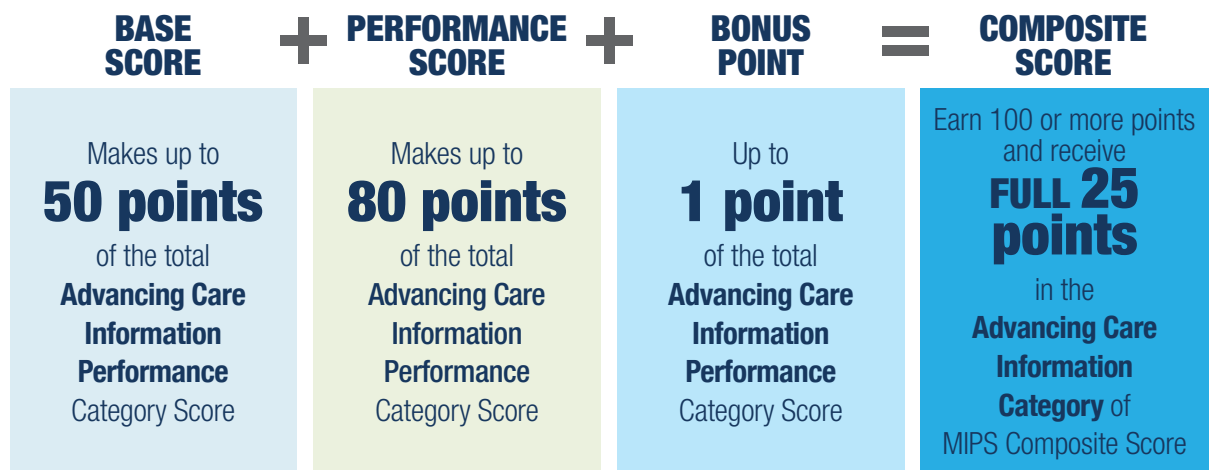 BASE
SCORE
+
PERFORMANCE
SCORE
+
BONUS
POINT
=
COMPOSITE
SCORE
Makes up to
50 points
of the total
Advancing Care
Information
Performance
Category Score
Makes up to
80 points
of the total
Advancing Care
Information
Performance
Category Score
Up to
1 point
of the total
Advancing Care
Information
Performance
Category Score
Earn 100 or more points
and receive
FULL 25
points
in the
Advancing Care
Information
Category of
MIPS Composite Score